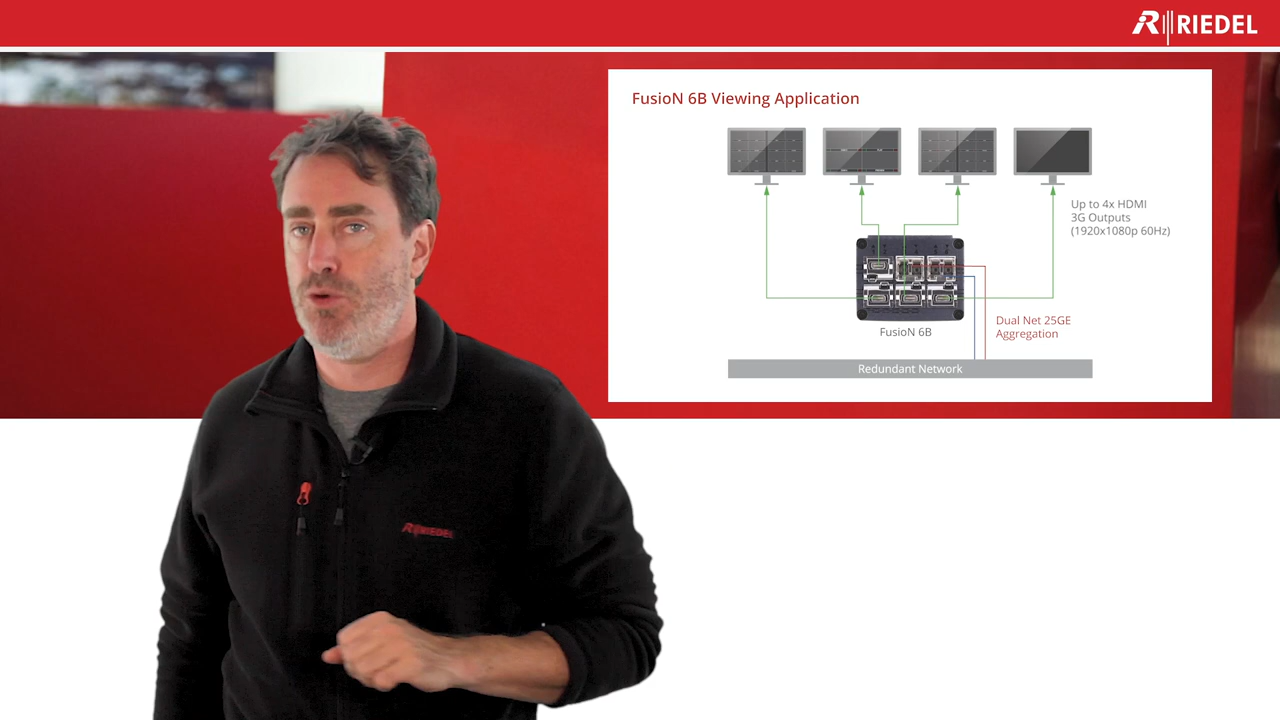 RIEDEL
FusioN 6B Viewing Application
Up to 4x HDMI
3G Outputs
(1920x1080p 60Hz)
Dual Net 25GE
Aggregation
FusioN 6B
Redundant Network
RIEDEL